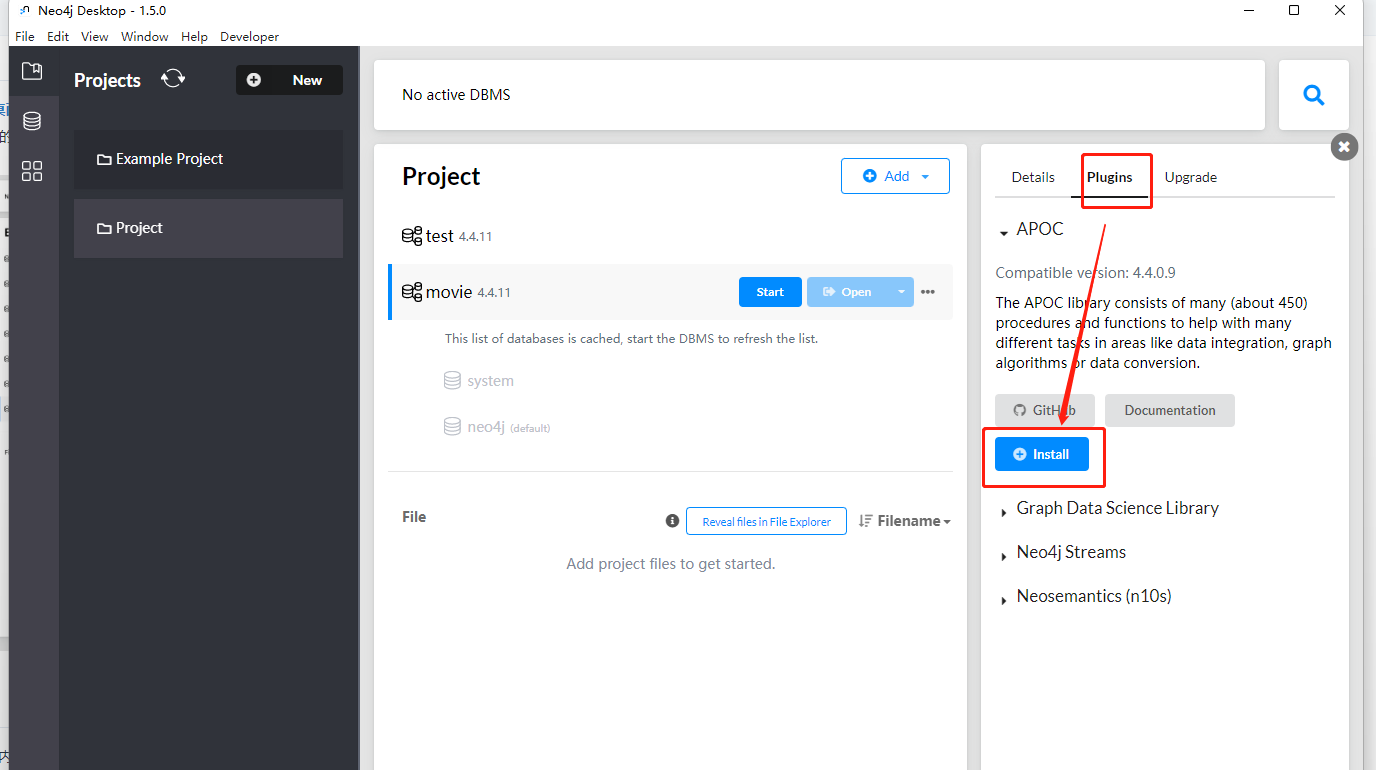 Neo4j Desktop - 1.5.0
File Edit View Window Help Developer
Projects
New
Example Project
Project
No active DBMS
Project
Add
test 4.4.11
movie 4.4.11
Start
Open
This list of databases is cached, start the DBMS to refresh the list.
system
neo4j (default)
File
Reveal files in File Explorer
Filename
Add project files to get started.
Details
Plugins
Upgrade
APOC
Compatible version: 4.4.0.9
The APOC library consists of many (about 450)
procedures and functions to help with many
different tasks in areas like data integration, graph
algorithms or data conversion.
GitHub
Documentation
Install
Graph Data Science Library
Neo4j Streams
Neosemantics (n10s)